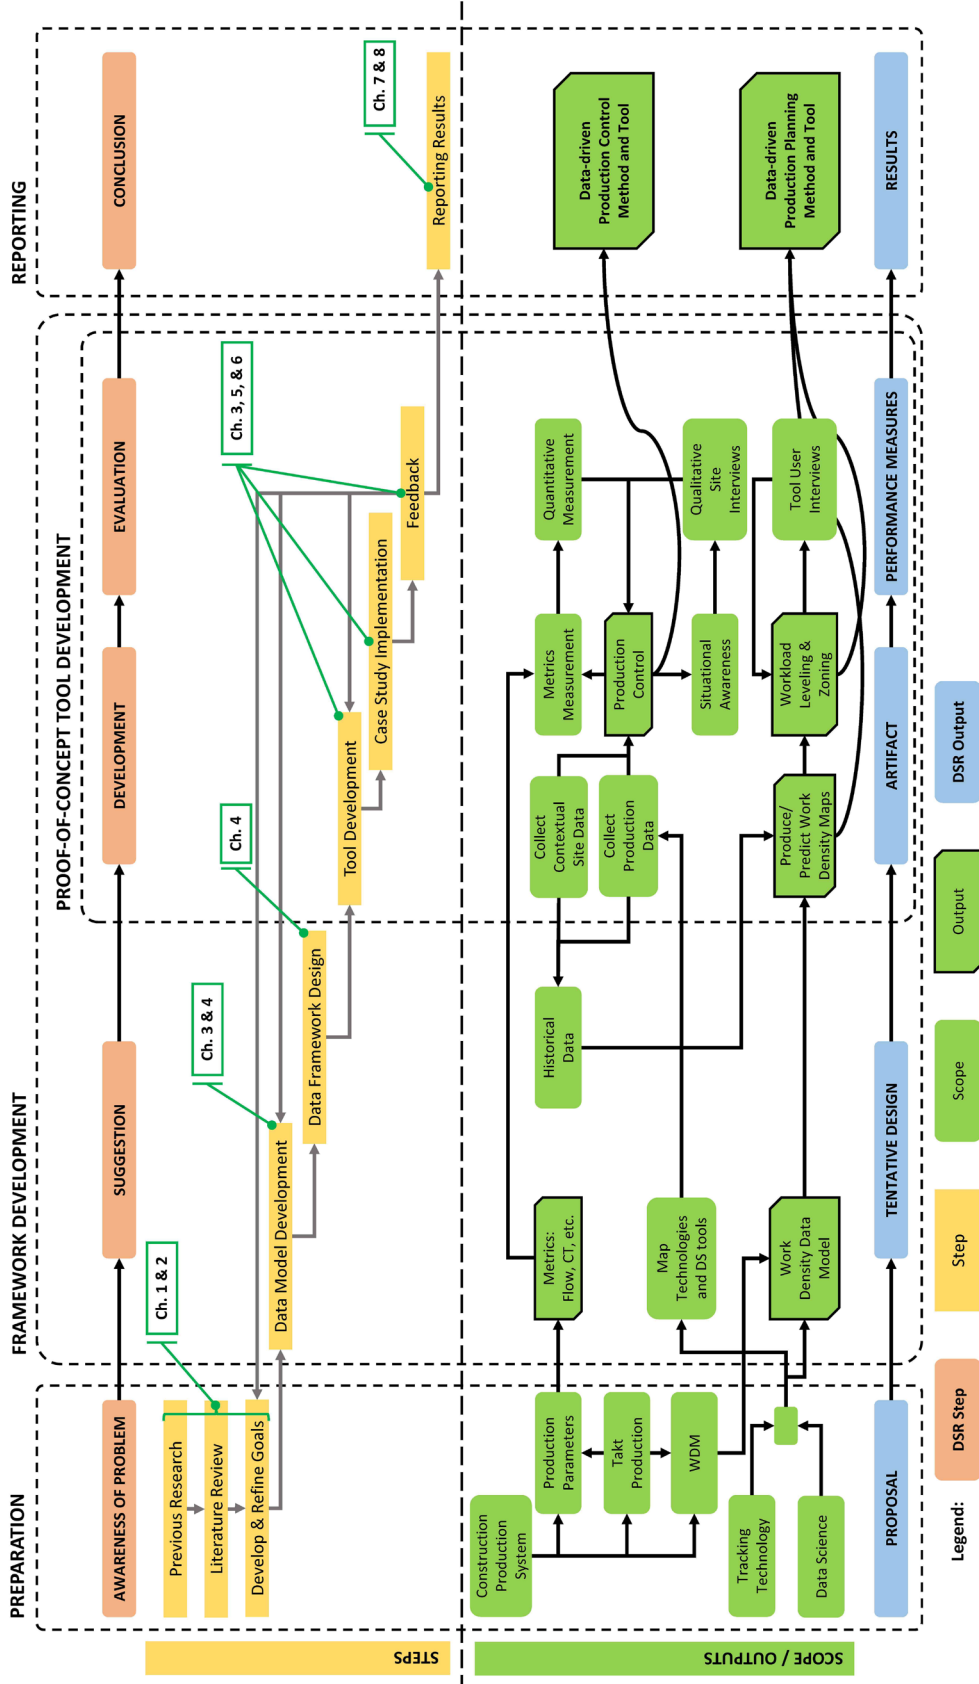 PREPARATION
FRAMEWORK DEVELOPMENT
PROOF-OF-CONCEPT TOOL DEVELOPMENT
REPORTING
AWARENESS OF PROBLEM
SUGGESTION
DEVELOPMENT
EVALUATION
CONCLUSION
STEPS
Previous Research
Literature Review
Develop & Refine Goals
Ch. 1 & 2
Data Model Development
Ch. 3 & 4
Data Framework Design
Ch. 4
Tool Development
Case Study Implementation
Feedback
Ch. 3, 5, & 6
Reporting Results
Ch. 7 & 8
SCOPE / OUTPUTS
Construction
Production
System
Production
Parameters
Takt
Production
WDM
Tracking
Technology
Data Science
Metrics:
Flow, CT, etc.
Map
Technologies
and DS tools
Work
Density Data
Model
Historical
Data
Collect
Contextual
Site Data
Collect
Production
Data
Produce/
Predict Work
Density Maps
Metrics
Measurement
Production
Control
Situational
Awareness
Workload
Leveling &
Zoning
Quantitative
Measurement
Qualitative
Site
Interviews
Tool User
Interviews
Data-driven
Production Control
Method and Tool
Data-driven
Production Planning
Method and Tool
PROPOSAL
TENTATIVE DESIGN
ARTIFACT
PERFORMANCE MEASURES
RESULTS
Legend:
DSR Step
Step
Scope
Output
DSR Output